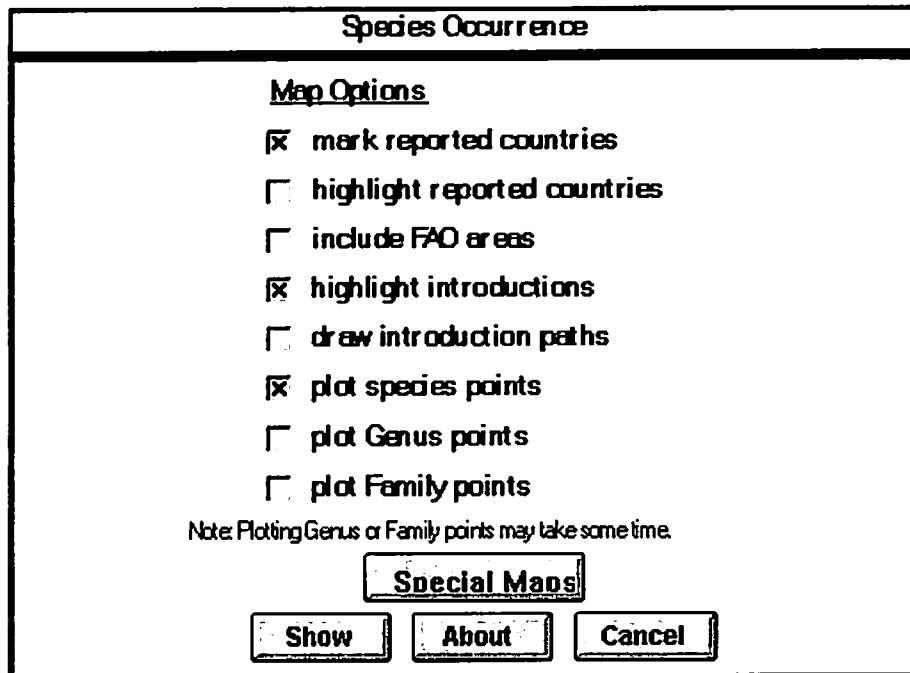 Species Occurrence
Map Options
mark reported countries
highlight reported countries
include FAO areas
highlight introductions
draw introduction paths
plot species points
plot Genus points
plot Family points
Note: Plotting Genus or Family points may take some time.
Special Maps
Show About Cancel